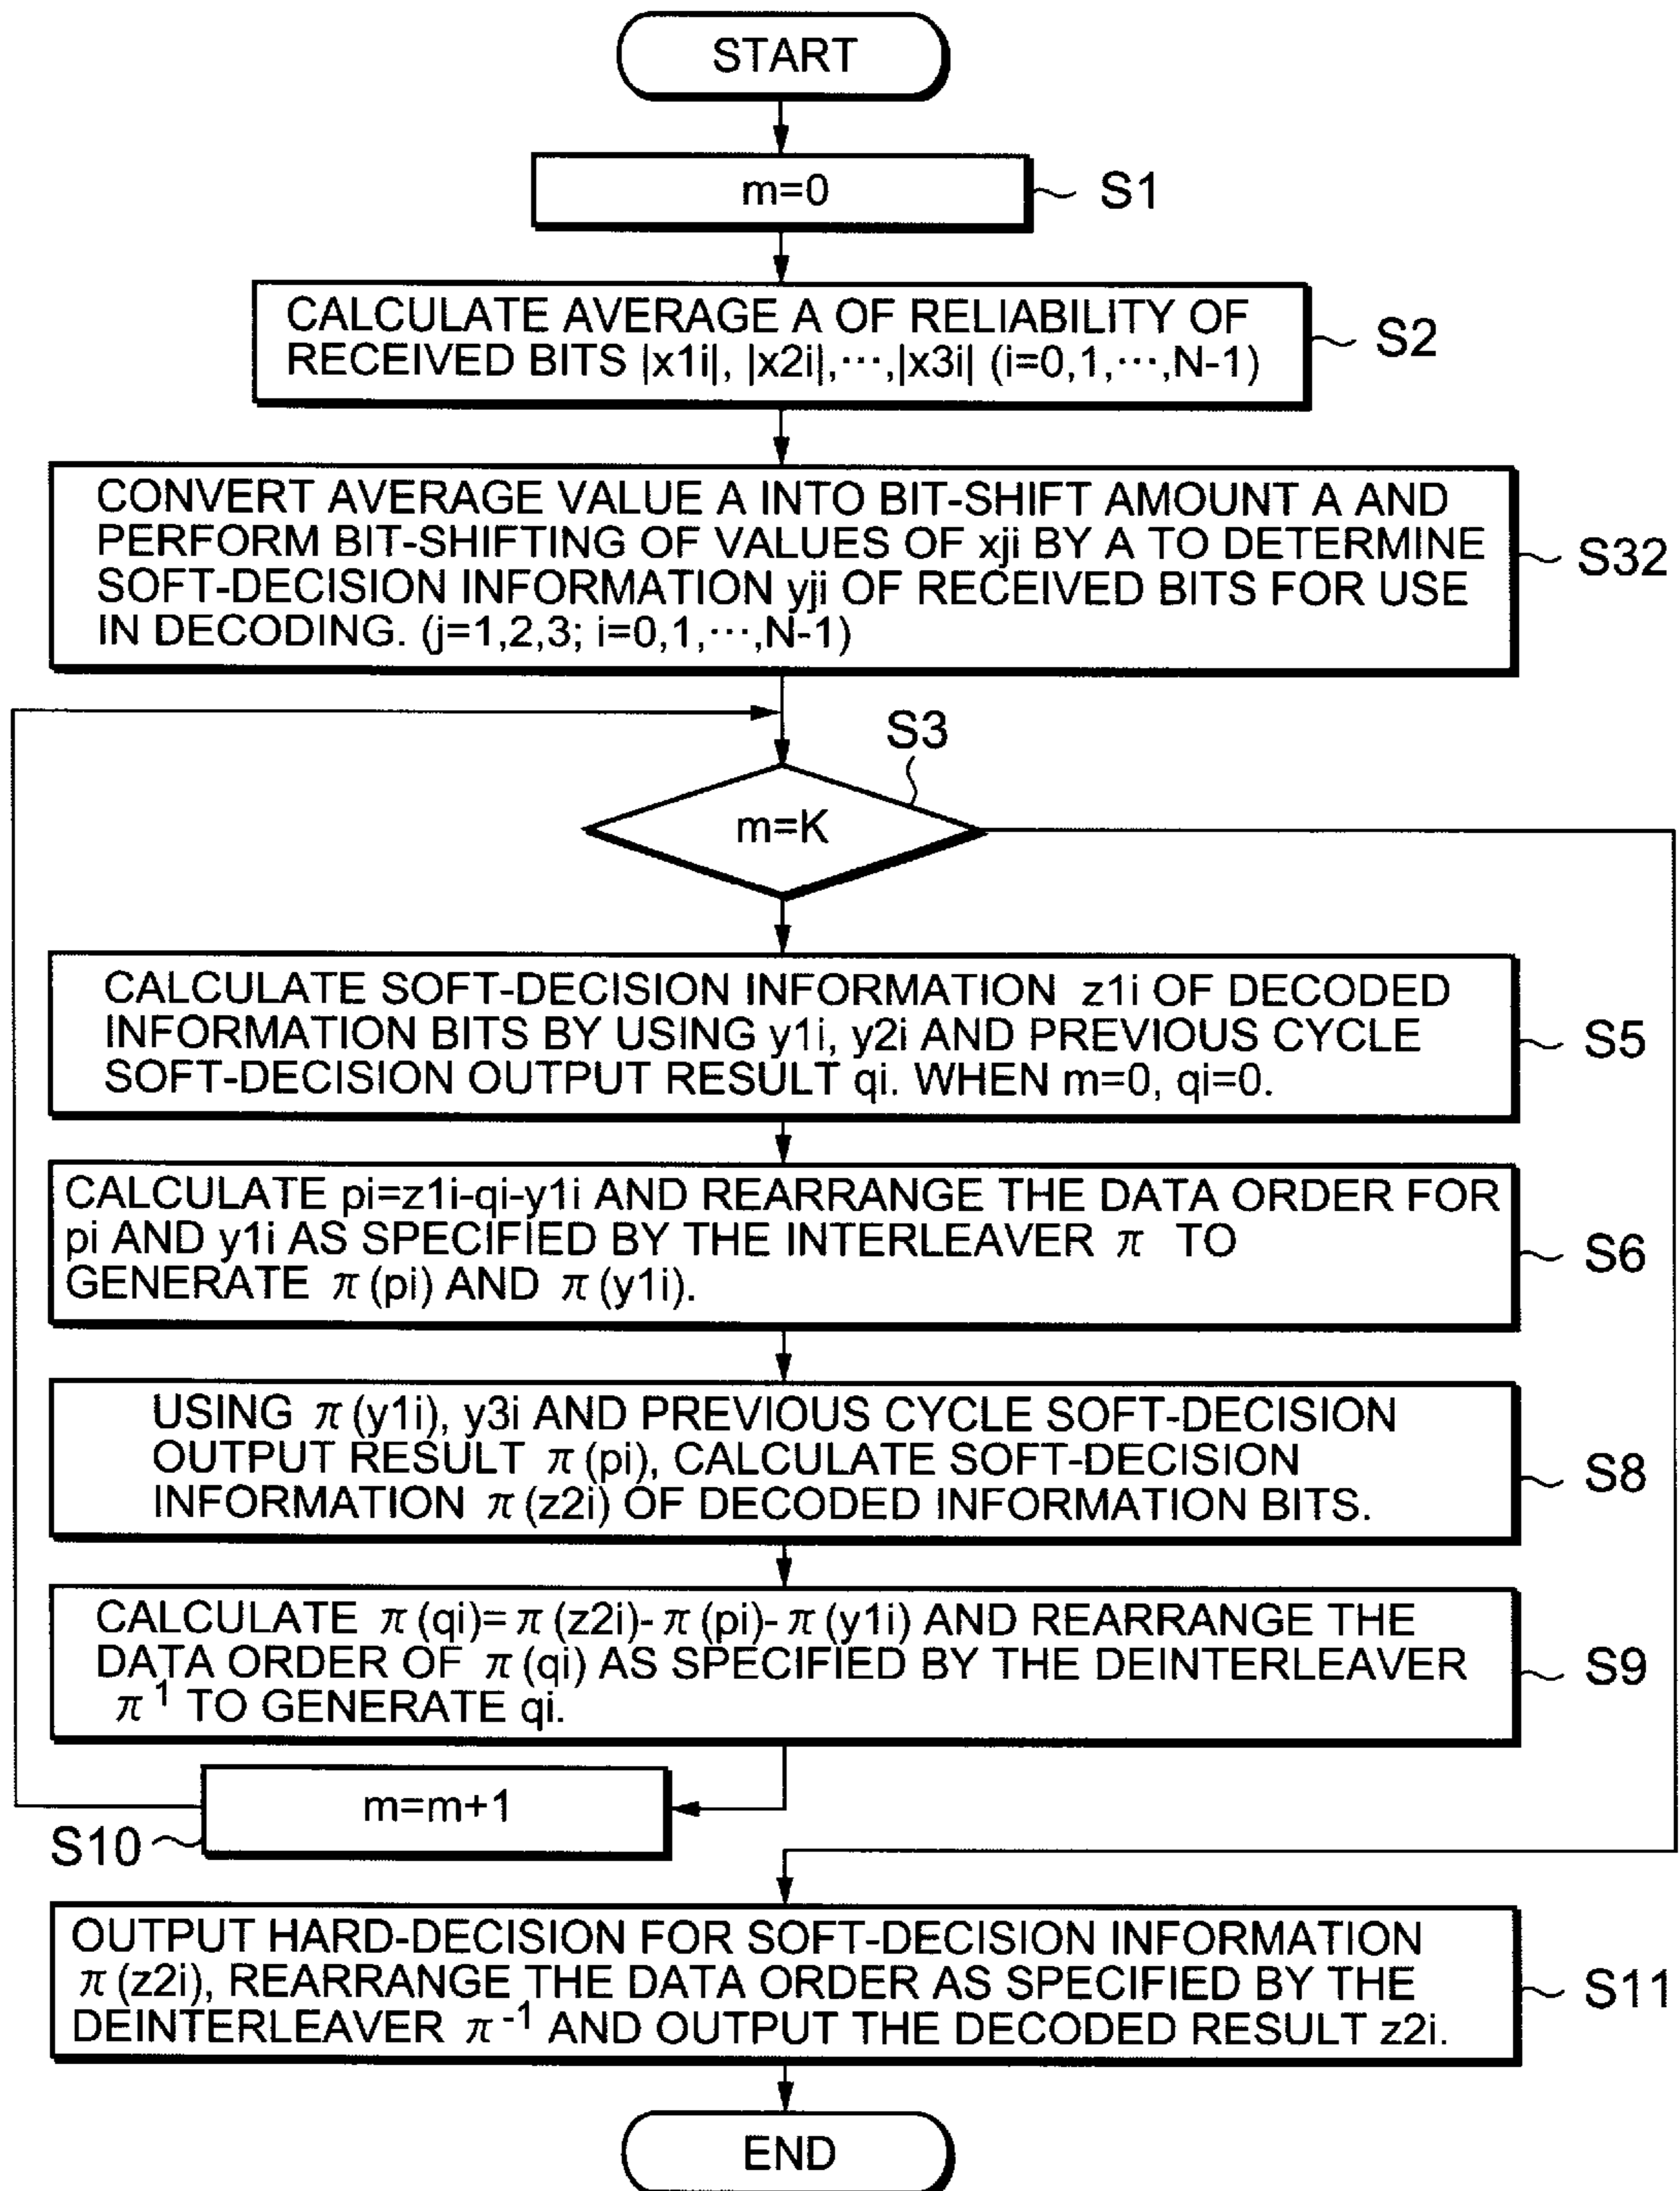 START
m=0
S1
CALCULATE AVERAGE A OF RELIABILITY OF
RECEIVED BITS |x1i|, |x2i|,⋯,|x3i| (i=0,1,⋯,N-1)
S2
CONVERT AVERAGE VALUE A INTO BIT-SHIFT AMOUNT A AND
PERFORM BIT-SHIFTING OF VALUES OF xji BY A TO DETERMINE
SOFT-DECISION INFORMATION yji OF RECEIVED BITS FOR USE
IN DECODING. (j=1,2,3; i=0,1,⋯,N-1)
S32
S3
m=K
CALCULATE SOFT-DECISION INFORMATION z1i OF DECODED
INFORMATION BITS BY USING y1i, y2i AND PREVIOUS CYCLE
SOFT-DECISION OUTPUT RESULT qi. WHEN m=0, qi=0.
S5
CALCULATE pi=z1i-qi-y1i AND REARRANGE THE DATA ORDER FOR
pi AND y1i AS SPECIFIED BY THE INTERLEAVER π TO
GENERATE π(pi) AND π(y1i).
S6
USING π(y1i), y3i AND PREVIOUS CYCLE SOFT-DECISION
OUTPUT RESULT π(pi), CALCULATE SOFT-DECISION
INFORMATION π(z2i) OF DECODED INFORMATION BITS.
S8
CALCULATE π(qi)=π(z2i)-π(pi)-π(y1i) AND REARRANGE THE
DATA ORDER OF π(qi) AS SPECIFIED BY THE DEINTERLEAVER
π¹ TO GENERATE qi.
S9
m=m+1
S10
OUTPUT HARD-DECISION FOR SOFT-DECISION INFORMATION
π(z2i), REARRANGE THE DATA ORDER AS SPECIFIED BY THE
DEINTERLEAVER π⁻¹ AND OUTPUT THE DECODED RESULT z2i.
S11
END